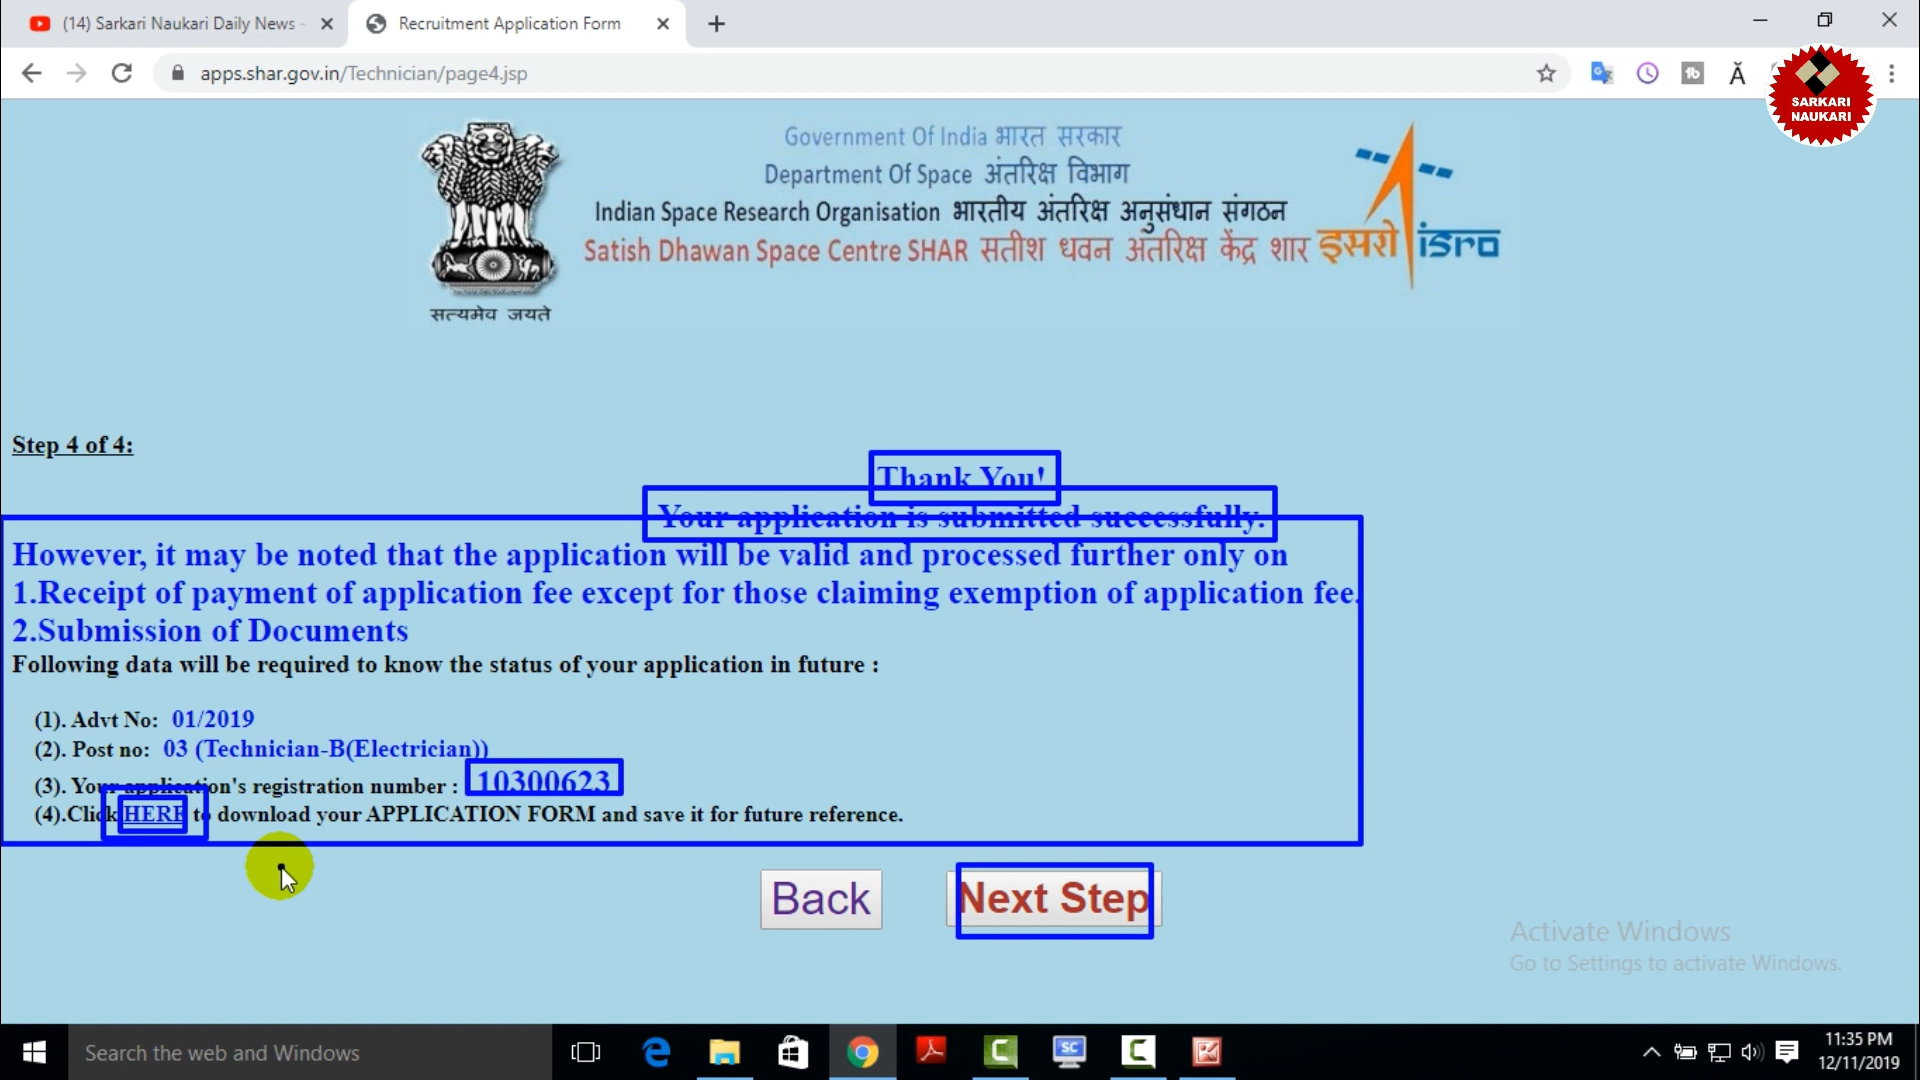 (14) Sarkari Naukari Daily News -
Recruitment Application Form
apps.shar.gov.in/Technician/page4.jsp
SARKARI
NAUKARI
Government Of India भारत सरकार
Department Of Space अंतरिक्ष विभाग
Indian Space Research Organisation भारतीय अंतरिक्ष अनुसंधान संगठन
Satish Dhawan Space Centre SHAR सतीश धवन अंतरिक्ष केंद्र शार
इसरो isro
सत्यमेव जयते
Step 4 of 4:
Thank You!
Your application is submitted successfully.
However, it may be noted that the application will be valid and processed further only on
1.Receipt of payment of application fee except for those claiming exemption of application fee.
2.Submission of Documents
Following data will be required to know the status of your application in future :
(1). Advt No: 01/2019
(2). Post no: 03 (Technician-B(Electrician))
(3). Your application's registration number : 10300623
(4).Click HERE to download your APPLICATION FORM and save it for future reference.
Back
Next Step
Activate Windows
Go to Settings to activate Windows.
Search the web and Windows
11:35 PM
12/11/2019